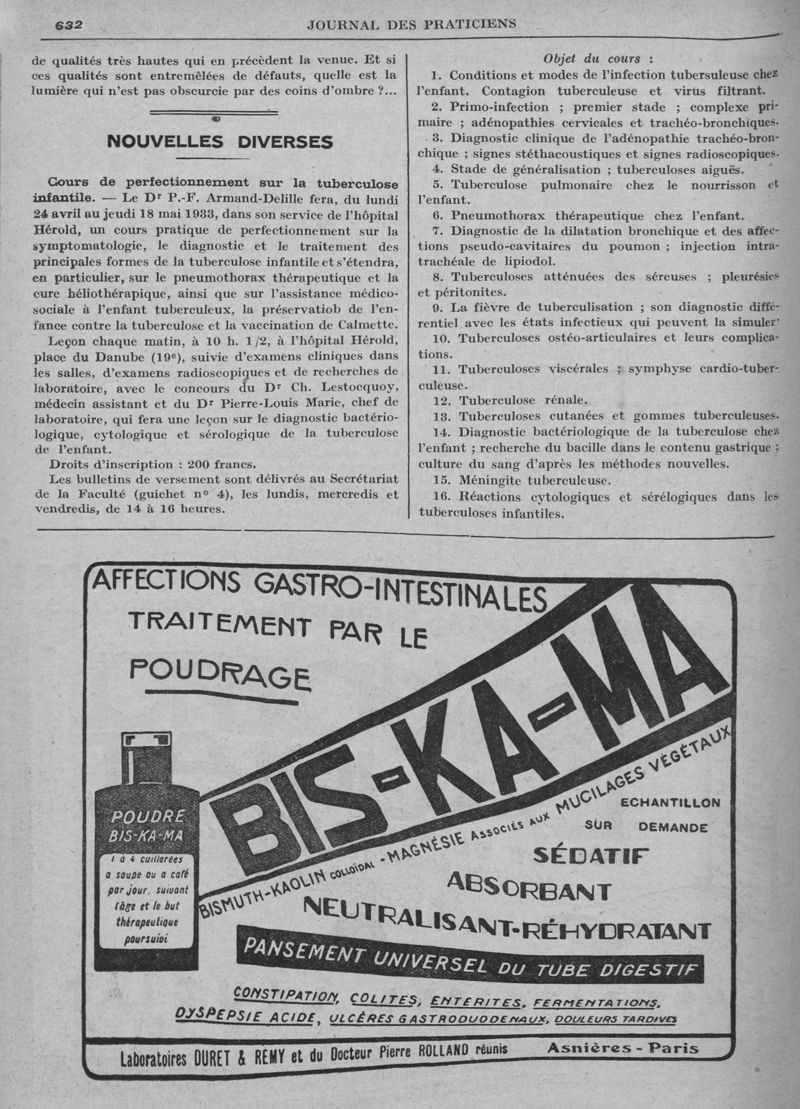 632
JOURNAL DES PRATICIENS
de qualités très hautes qui en précèdent la venue. Et si
ces qualités sont entremêlées de défauts, quelle est la
lumière qui n'est pas obscurcie par des coins d'ombre ?...
NOUVELLES DIVERSES
Cours de perfectionnement sur la tuberculose
infantile. — Le Dr P.-F. Armand-Delille fera, du lundi
24 avril au jeudi 18 mai 1933, dans son service de l'hôpital
Hérold, un cours pratique de perfectionnement sur la
symptomatologie, le diagnostic et le traitement des
principales formes de la tuberculose infantile et s'étendra,
en particulier, sur le pneumothorax thérapeutique et la
cure héliothérapique, ainsi que sur l'assistance médico-
sociale à l'enfant tuberculeux, la préservatiob de l'en-
fance contre la tuberculose et la vaccination de Calmette.
Leçon chaque matin, à 10 h. 1/2, à l'hôpital Hérold,
place du Danube (19e), suivie d'examens cliniques dans
les salles, d'examens radioscopiques et de recherches de
laboratoire, avec le concours du Dr Ch. Lestocquoy,
médecin assistant et du Dr Pierre-Louis Marie, chef de
laboratoire, qui fera une leçon sur le diagnostic bactério-
logique, cytologique et sérologique de la tuberculose
de l'enfant.
Droits d'inscription : 200 francs.
Les bulletins de versement sont délivrés au Secrétariat
de la Faculté (guichet no 4), les lundis, mercredis et
vendredis, de 14 à 16 heures.
Objet du cours :
1. Conditions et modes de l'infection tubersuleuse chez
l'enfant. Contagion tuberculeuse et virus filtrant.
2. Primo-infection ; premier stade ; complexe pri-
maire ; adénopathies cervicales et trachéo-bronchiques.
3. Diagnostic clinique de l'adénopathie trachéo-bron-
chique ; signes stéthacoustiques et signes radioscopiques.
4. Stade de généralisation ; tuberculoses aiguës.
5. Tuberculose pulmonaire chez le nourrisson et
l'enfant.
6. Pneumothorax thérapeutique chez l'enfant.
7. Diagnostic de la dilatation bronchique et des affec-
tions pseudo-cavitaires du poumon ; injection intra-
trachéale de lipiodol.
8. Tuberculoses atténuées des séreuses ; pleurésies
et péritonites.
9. La fièvre de tuberculisation ; son diagnostic diffé-
rentiel avec les états infectieux qui peuvent la simuler.
10. Tuberculoses ostéo-articulaires et leurs complica-
tions.
11. Tuberculoses viscérales ; symphyse cardio-tuber-
culeuse.
12. Tuberculose rénale.
13. Tuberculoses cutanées et gommes tuberculeuses.
14. Diagnostic bactériologique de la tuberculose chez
l'enfant ; recherche du bacille dans le contenu gastrique ;
culture du sang d'après les méthodes nouvelles.
15. Méningite tuberculeuse.
16. Réactions cytologiques et sérélogiques dans les
tuberculoses infantiles.
AFFECTIONS GASTRO-INTESTINALES
TRAITEMENT PAR LE
POUDRAGE
BIS-KA-MA
BISMUTH-KAOLIN COLLOÏDAL-MAGNÉSIE ASSOCIÉS AUX MUCILAGES VÉGÉTAUX
ECHANTILLON
SUR DEMANDE
POUDRE
BIS-KA-MA
1 à 4 cuillerées
a soupe ou a café
par jour, suivant
l'âge et le but
thérapeutique
poursuivi
SÉDATIF
ABSORBANT
NEUTRALISANT-RÉHYDRATANT
PANSEMENT UNIVERSEL DU TUBE DIGESTIF
CONSTIPATION, COLITES, ENTERITES, FERMENTATIONS,
DYSPEPSIE ACIDE, ULCÈRES GASTRODUODENAUX, DOULEURS TARDIVES
Laboratoires DURET & RÉMY et du Docteur Pierre ROLLAND réunis Asnières - Paris